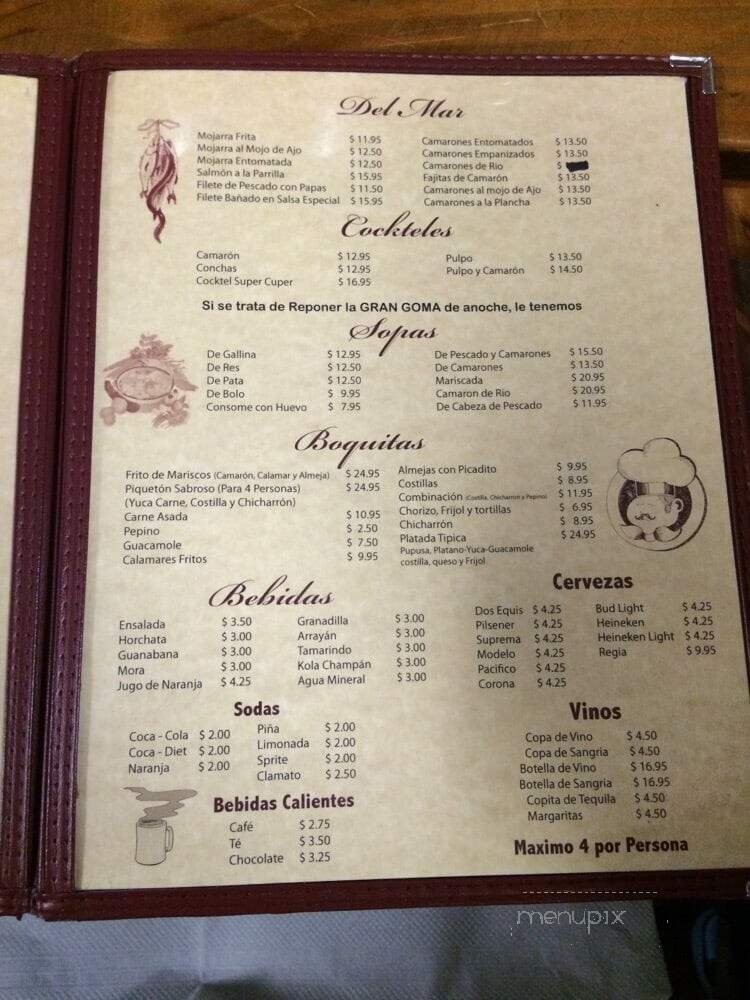 Del Mar
Mojarra Frita $ 11.95
Mojarra al Mojo de Ajo $ 12.50
Mojarra Entomatada $ 12.50
Salmón a la Parrilla $ 15.95
Filete de Pescado con Papas $ 11.50
Filete Bañado en Salsa Especial $ 15.95
Camarones Entomatados $ 13.50
Camarones Empanizados $ 13.50
Camarones de Rio $
Fajitas de Camarón $ 13.50
Camarones al mojo de Ajo $ 13.50
Camarones a la Plancha $ 13.50
Cockteles
Camarón $ 12.95
Conchas $ 12.95
Cocktel Super Cuper $ 16.95
Pulpo $ 13.50
Pulpo y Camarón $ 14.50
Si se trata de Reponer la GRAN GOMA de anoche, le tenemos
Sopas
De Gallina $ 12.95
De Res $ 12.50
De Pata $ 12.50
De Bolo $ 9.95
Consome con Huevo $ 7.95
De Pescado y Camarones $ 15.50
De Camarones $ 13.50
Mariscada $ 20.95
Camaron de Rio $ 20.95
De Cabeza de Pescado $ 11.95
Boquitas
Frito de Mariscos (Camarón, Calamar y Almeja) $ 24.95
Piquetón Sabroso (Para 4 Personas) $ 24.95
(Yuca Carne, Costilla y Chicharrón)
Carne Asada $ 10.95
Pepino $ 2.50
Guacamole $ 7.50
Calamares Fritos $ 9.95
Almejas con Picadito $ 9.95
Costillas $ 8.95
Combinación (Costilla, Chicharron y Pepino) $ 11.95
Chorizo, Frijol y tortillas $ 6.95
Chicharrón $ 8.95
Platada Tipica $ 24.95
Pupusa, Platano-Yuca-Guacamole
costilla, queso y Frijol
Bebidas
Ensalada $ 3.50
Horchata $ 3.00
Guanabana $ 3.00
Mora $ 3.00
Jugo de Naranja $ 4.25
Granadilla $ 3.00
Arrayán $ 3.00
Tamarindo $ 3.00
Kola Champán $ 3.00
Agua Mineral $ 3.00
Cervezas
Dos Equis $ 4.25
Pilsener $ 4.25
Suprema $ 4.25
Modelo $ 4.25
Pacifico $ 4.25
Corona $ 4.25
Bud Light $ 4.25
Heineken $ 4.25
Heineken Light $ 4.25
Regia $ 9.95
Sodas
Coca - Cola $ 2.00
Coca - Diet $ 2.00
Naranja $ 2.00
Piña $ 2.00
Limonada $ 2.00
Sprite $ 2.00
Clamato $ 2.50
Vinos
Copa de Vino $ 4.50
Copa de Sangria $ 4.50
Botella de Vino $ 16.95
Botella de Sangria $ 16.95
Copita de Tequila $ 4.50
Margaritas $ 4.50
Bebidas Calientes
Café $ 2.75
Té $ 3.50
Chocolate $ 3.25
Maximo 4 por Persona
menupix